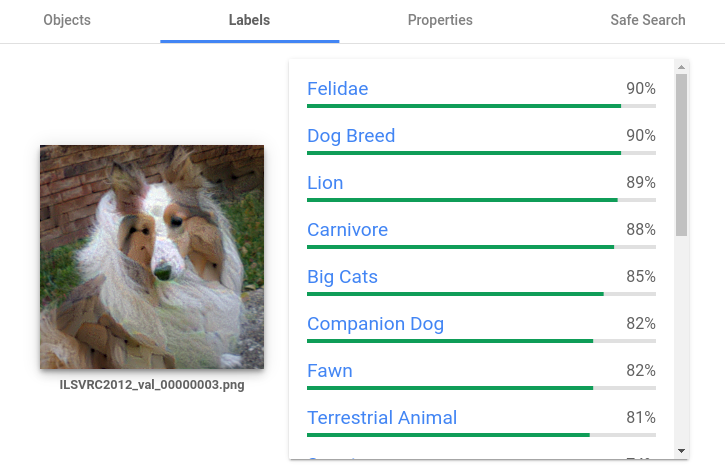 Objects
Labels
Properties
Safe Search
Felidae 90%
Dog Breed 90%
Lion 89%
Carnivore 88%
Big Cats 85%
Companion Dog 82%
Fawn 82%
Terrestrial Animal 81%
ILSVRC2012_val_00000003.png